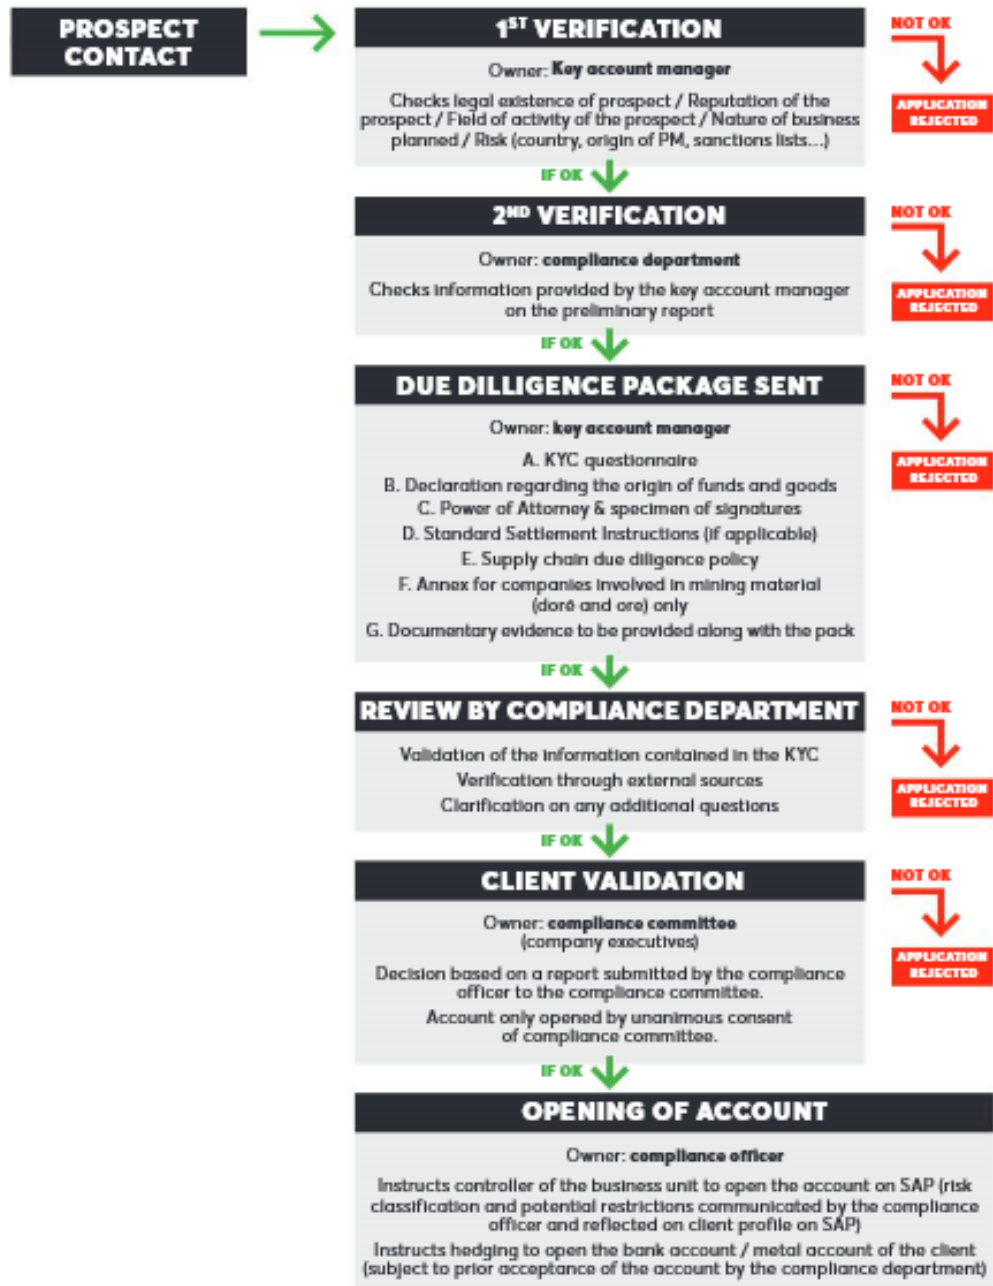 PROSPECT
CONTACT
1ST VERIFICATION
Owner: Key account manager
Checks legal existence of prospect / Reputation of the
prospect / Field of activity of the prospect / Nature of business
planned / Risk (country, origin of PM, sanctions lists...)
NOT OK
APPLICATION
REJECTED
IF OK
2ND VERIFICATION
Owner: compliance department
Checks information provided by the key account manager
on the preliminary report
NOT OK
APPLICATION
REJECTED
IF OK
DUE DILLIGENCE PACKAGE SENT
Owner: key account manager
A. KYC questionnaire
B. Declaration regarding the origin of funds and goods
C. Power of Attorney & specimen of signatures
D. Standard Settlement Instructions (if applicable)
E. Supply chain due diligence policy
F. Annex for companies involved in mining material
(doré and ore) only
G. Documentary evidence to be provided along with the pack
NOT OK
APPLICATION
REJECTED
IF OK
REVIEW BY COMPLIANCE DEPARTMENT
Validation of the information contained in the KYC
Verification through external sources
Clarification on any additional questions
NOT OK
APPLICATION
REJECTED
IF OK
CLIENT VALIDATION
Owner: compliance committee
(company executives)
Decision based on a report submitted by the compliance
officer to the compliance committee.
Account only opened by unanimous consent
of compliance committee.
NOT OK
APPLICATION
REJECTED
IF OK
OPENING OF ACCOUNT
Owner: compliance officer
Instructs controller of the business unit to open the account on SAP (risk
classification and potential restrictions communicated by the compliance
officer and reflected on client profile on SAP)
Instructs hedging to open the bank account / metal account of the client
(subject to prior acceptance of the account by the compliance department)